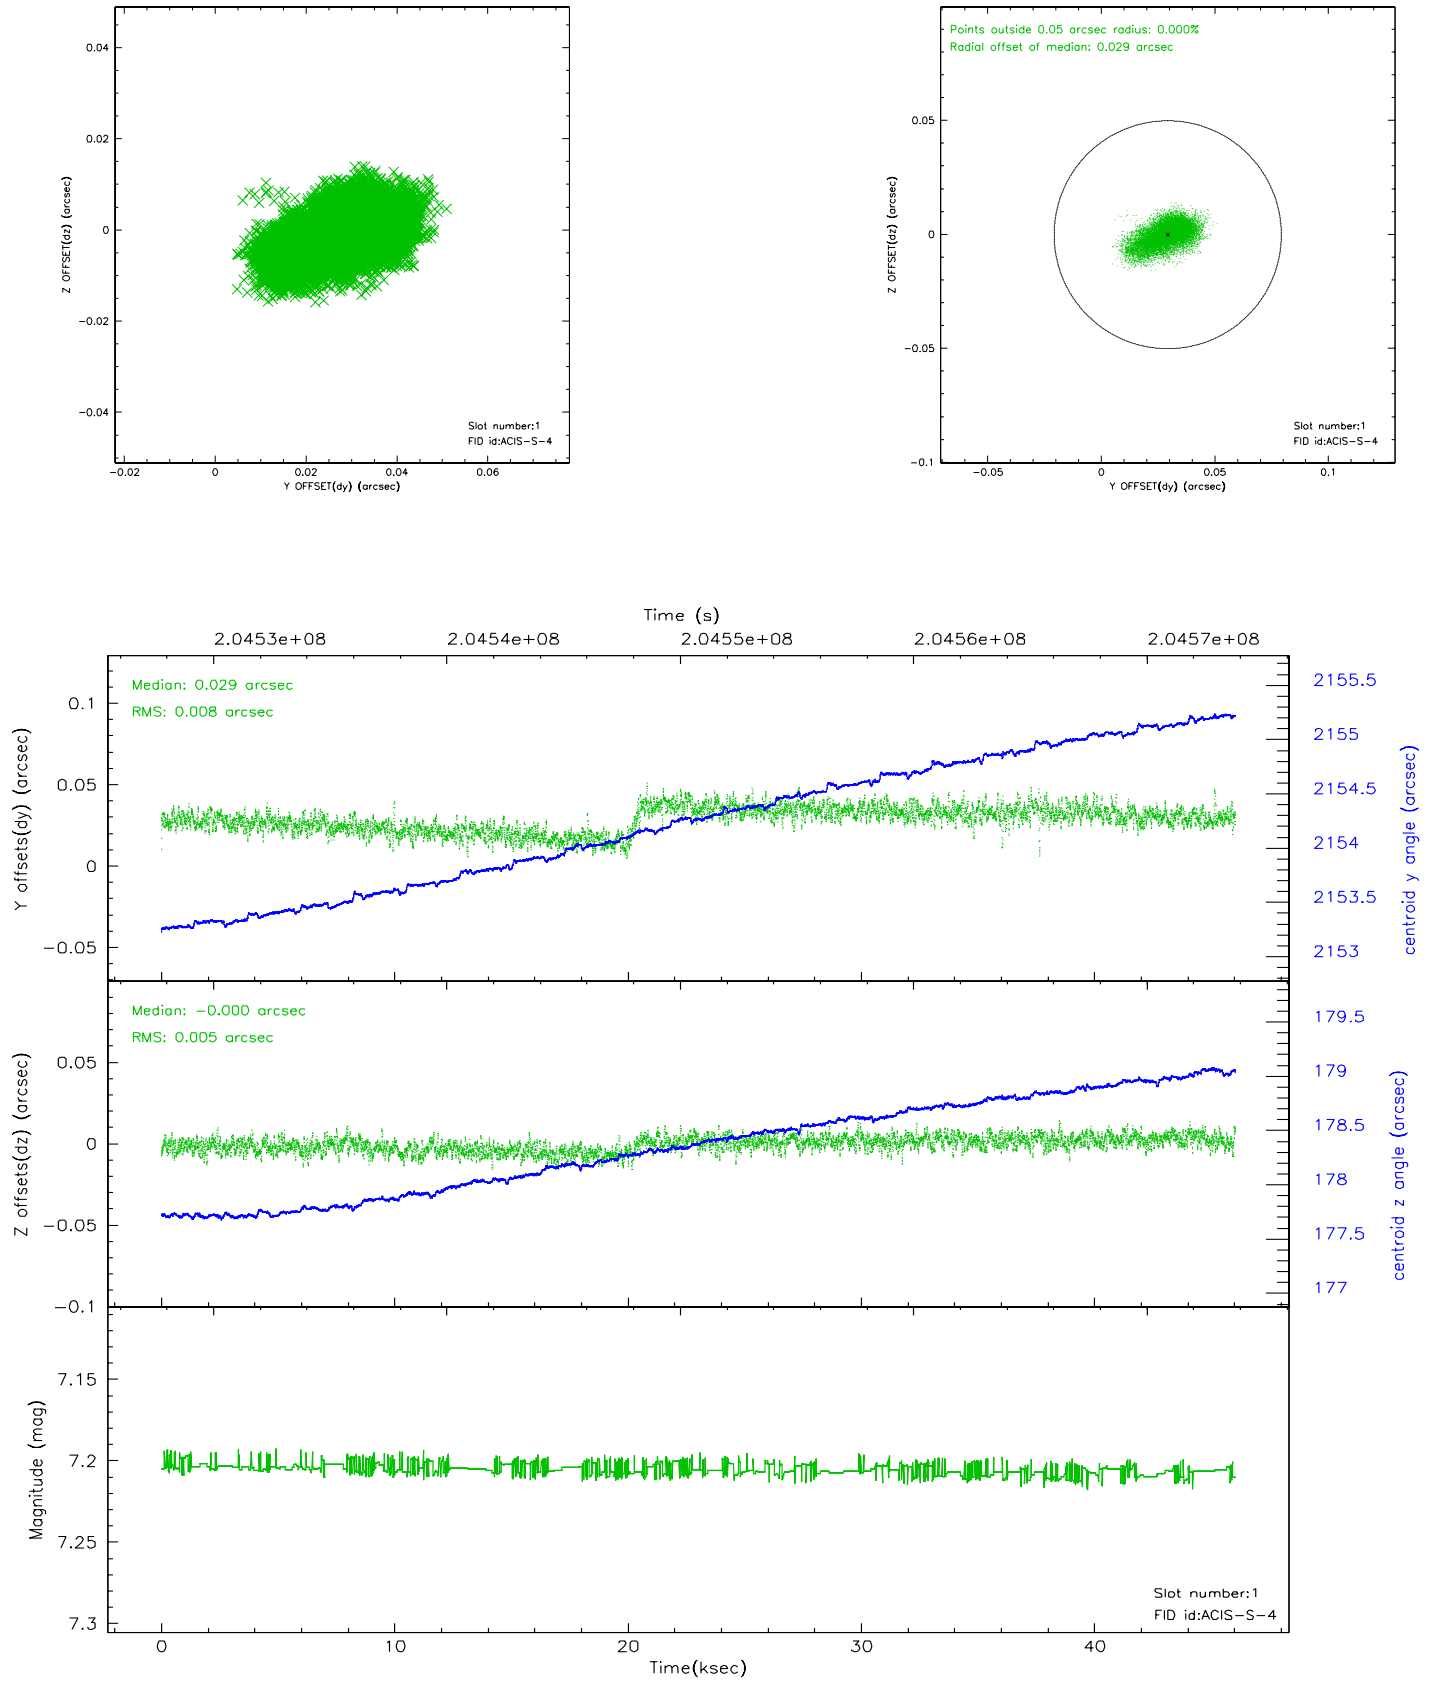 0.04
0.02
0
−0.02
−0.04
Z OFFSET(dz) (arcsec)
Slot number:1
FID id:ACIS−S−4
−0.02 0 0.02 0.04 0.06
Y OFFSET(dy) (arcsec)
Points outside 0.05 arcsec radius: 0.000%
Radial offset of median: 0.029 arcsec
0.05
0
−0.05
−0.1
Z OFFSET(dz) (arcsec)
Slot number:1
FID id:ACIS−S−4
−0.05 0 0.05 0.1
Y OFFSET(dy) (arcsec)
Time (s)
2.0453e+08 2.0454e+08 2.0455e+08 2.0456e+08 2.0457e+08
Median: 0.029 arcsec
RMS: 0.008 arcsec
0.1
0.05
0
−0.05
Y offsets(dy) (arcsec)
2155.5
2155
2154.5
2154
2153.5
2153
centroid y angle (arcsec)
Median: −0.000 arcsec
RMS: 0.005 arcsec
0.05
0
−0.05
−0.1
Z offsets(dz) (arcsec)
179.5
179
178.5
178
177.5
177
centroid z angle (arcsec)
7.15
7.2
7.25
7.3
Magnitude (mag)
Slot number:1
FID id:ACIS−S−4
0 10 20 30 40
Time(ksec)